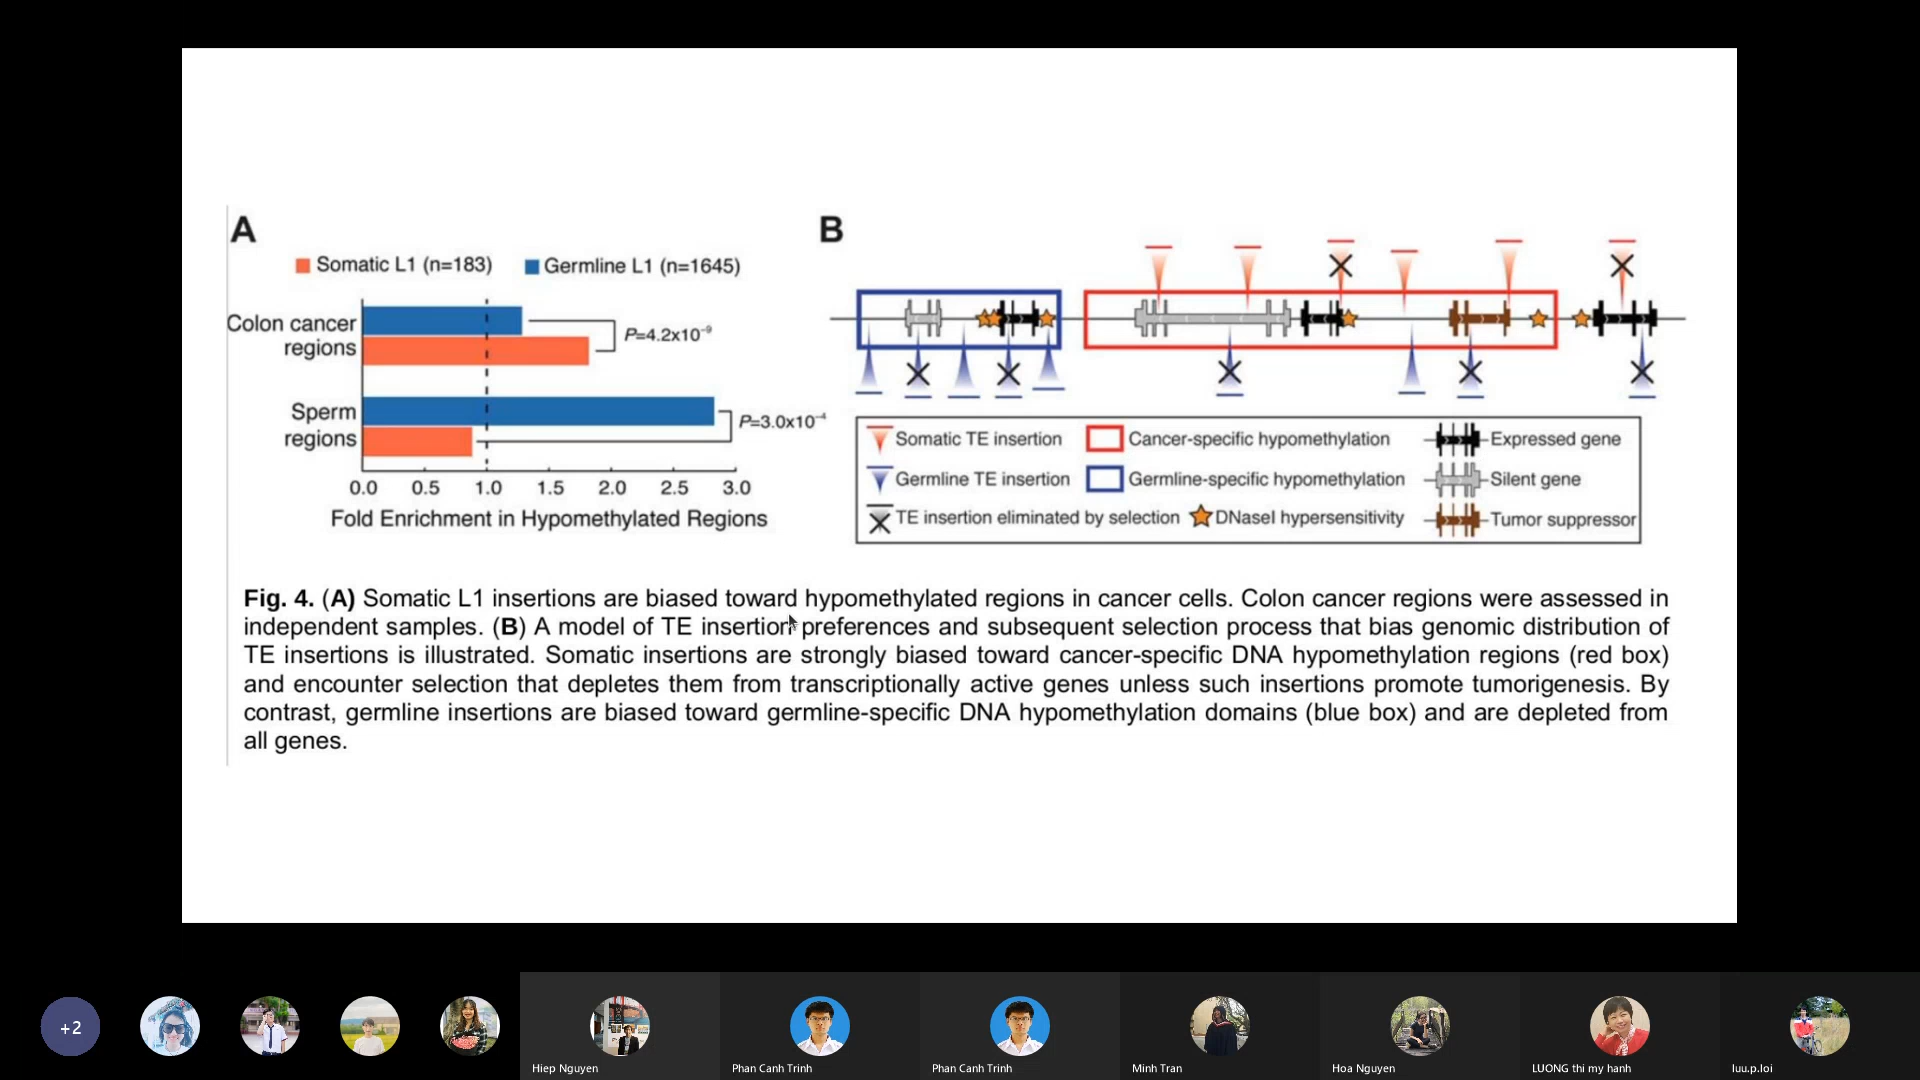 A
B
Somatic L1 (n=183)
Germline L1 (n=1645)
Colon cancer
regions
P=4.2x10⁻⁹
Sperm
regions
P=3.0x10⁻⁴
0.0 0.5 1.0 1.5 2.0 2.5 3.0
Fold Enrichment in Hypomethylated Regions
Somatic TE insertion
Cancer-specific hypomethylation
Expressed gene
Germline TE insertion
Germline-specific hypomethylation
Silent gene
TE insertion eliminated by selection
DNaseI hypersensitivity
Tumor suppressor
Fig. 4. (A) Somatic L1 insertions are biased toward hypomethylated regions in cancer cells. Colon cancer regions were assessed in
independent samples. (B) A model of TE insertion preferences and subsequent selection process that bias genomic distribution of
TE insertions is illustrated. Somatic insertions are strongly biased toward cancer-specific DNA hypomethylation regions (red box)
and encounter selection that depletes them from transcriptionally active genes unless such insertions promote tumorigenesis. By
contrast, germline insertions are biased toward germline-specific DNA hypomethylation domains (blue box) and are depleted from
all genes.
+2
Hiep Nguyen
Phan Canh Trinh
Phan Canh Trinh
Minh Tran
Hoa Nguyen
LUONG thi my hanh
luu.p.loi